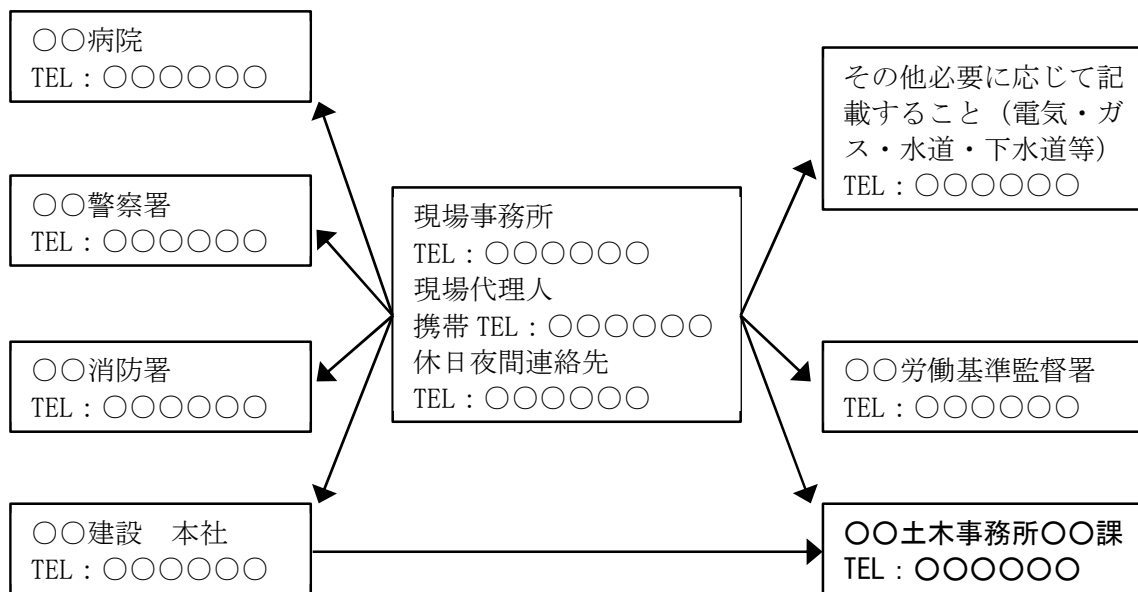 ○○病院
TEL：○○○○○○
○○警察署
TEL：○○○○○○
○○消防署
TEL：○○○○○○
○○建設　本社
TEL：○○○○○○
現場事務所
TEL：○○○○○○
現場代理人
携帯 TEL：○○○○○○
休日夜間連絡先
TEL：○○○○○○
その他必要に応じて記
載すること（電気・ガ
ス・水道・下水道等）
TEL：○○○○○○
○○労働基準監督署
TEL：○○○○○○
○○土木事務所○○課
TEL：○○○○○○